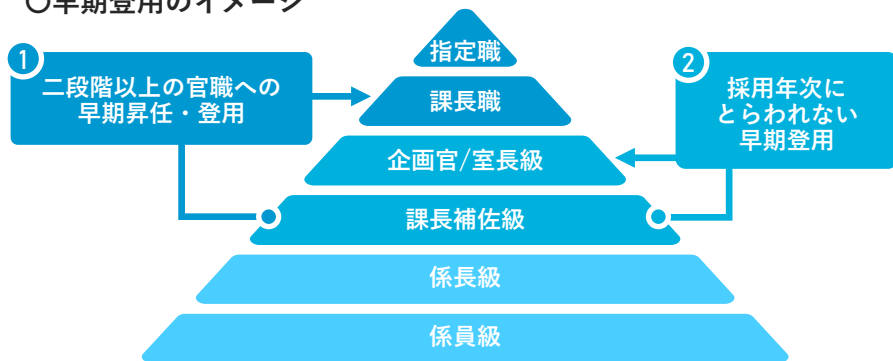 〇早期登用のイメージ
1
二段階以上の官職への
早期昇任・登用
2
採用年次に
とらわれない
早期登用
指定職
課長職
企画官/室長級
課長補佐級
係長級
係員級